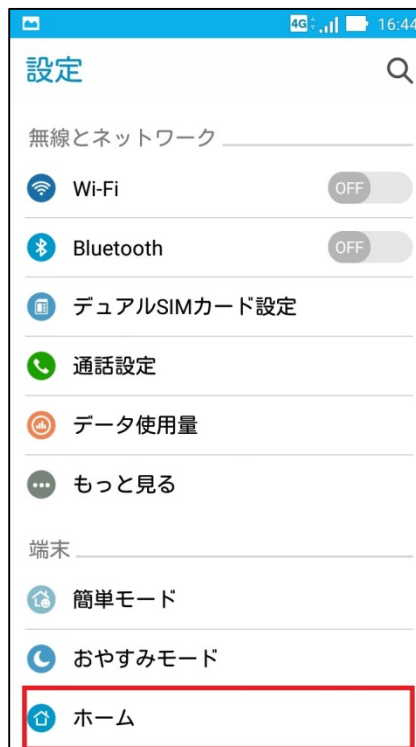 4G 16:44
設定
無線とネットワーク
Wi-Fi OFF
Bluetooth OFF
デュアルSIMカード設定
通話設定
データ使用量
もっと見る
端末
簡単モード
おやすみモード
ホーム